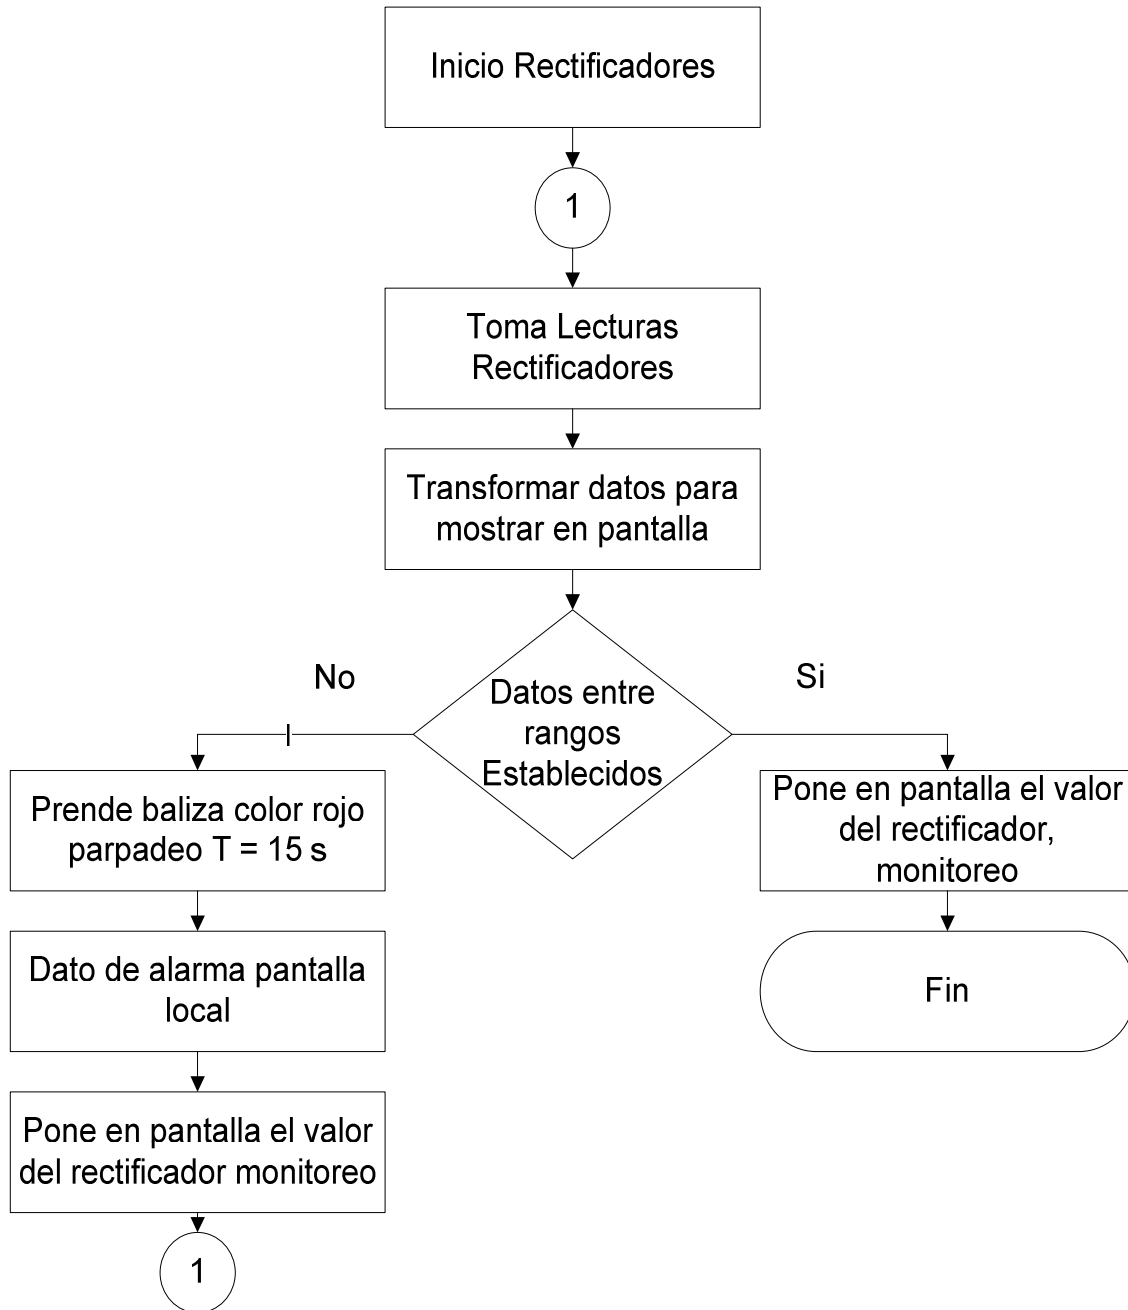 Inicio Rectificadores
1
Toma Lecturas
Rectificadores
Transformar datos para
mostrar en pantalla
Datos entre
rangos
Establecidos
No
Si
Prende baliza color rojo
parpadeo T = 15 s
Dato de alarma pantalla
local
Pone en pantalla el valor
del rectificador monitoreo
1
Pone en pantalla el valor
del rectificador,
monitoreo
Fin